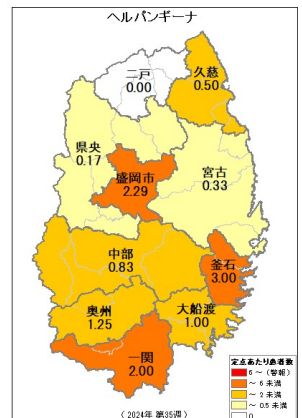 ヘルパンギーナ
二戸
0.00
久慈
0.50
県央
0.17
盛岡市
2.29
宮古
0.33
中部
0.83
釜石
3.00
奥州
1.25
大船渡
1.00
一関
2.00
定点あたり患者数
6 ~ (警報)
~ 6 未満
~ 2 未満
~ 0.5 未満
0
(2024年 第35週)